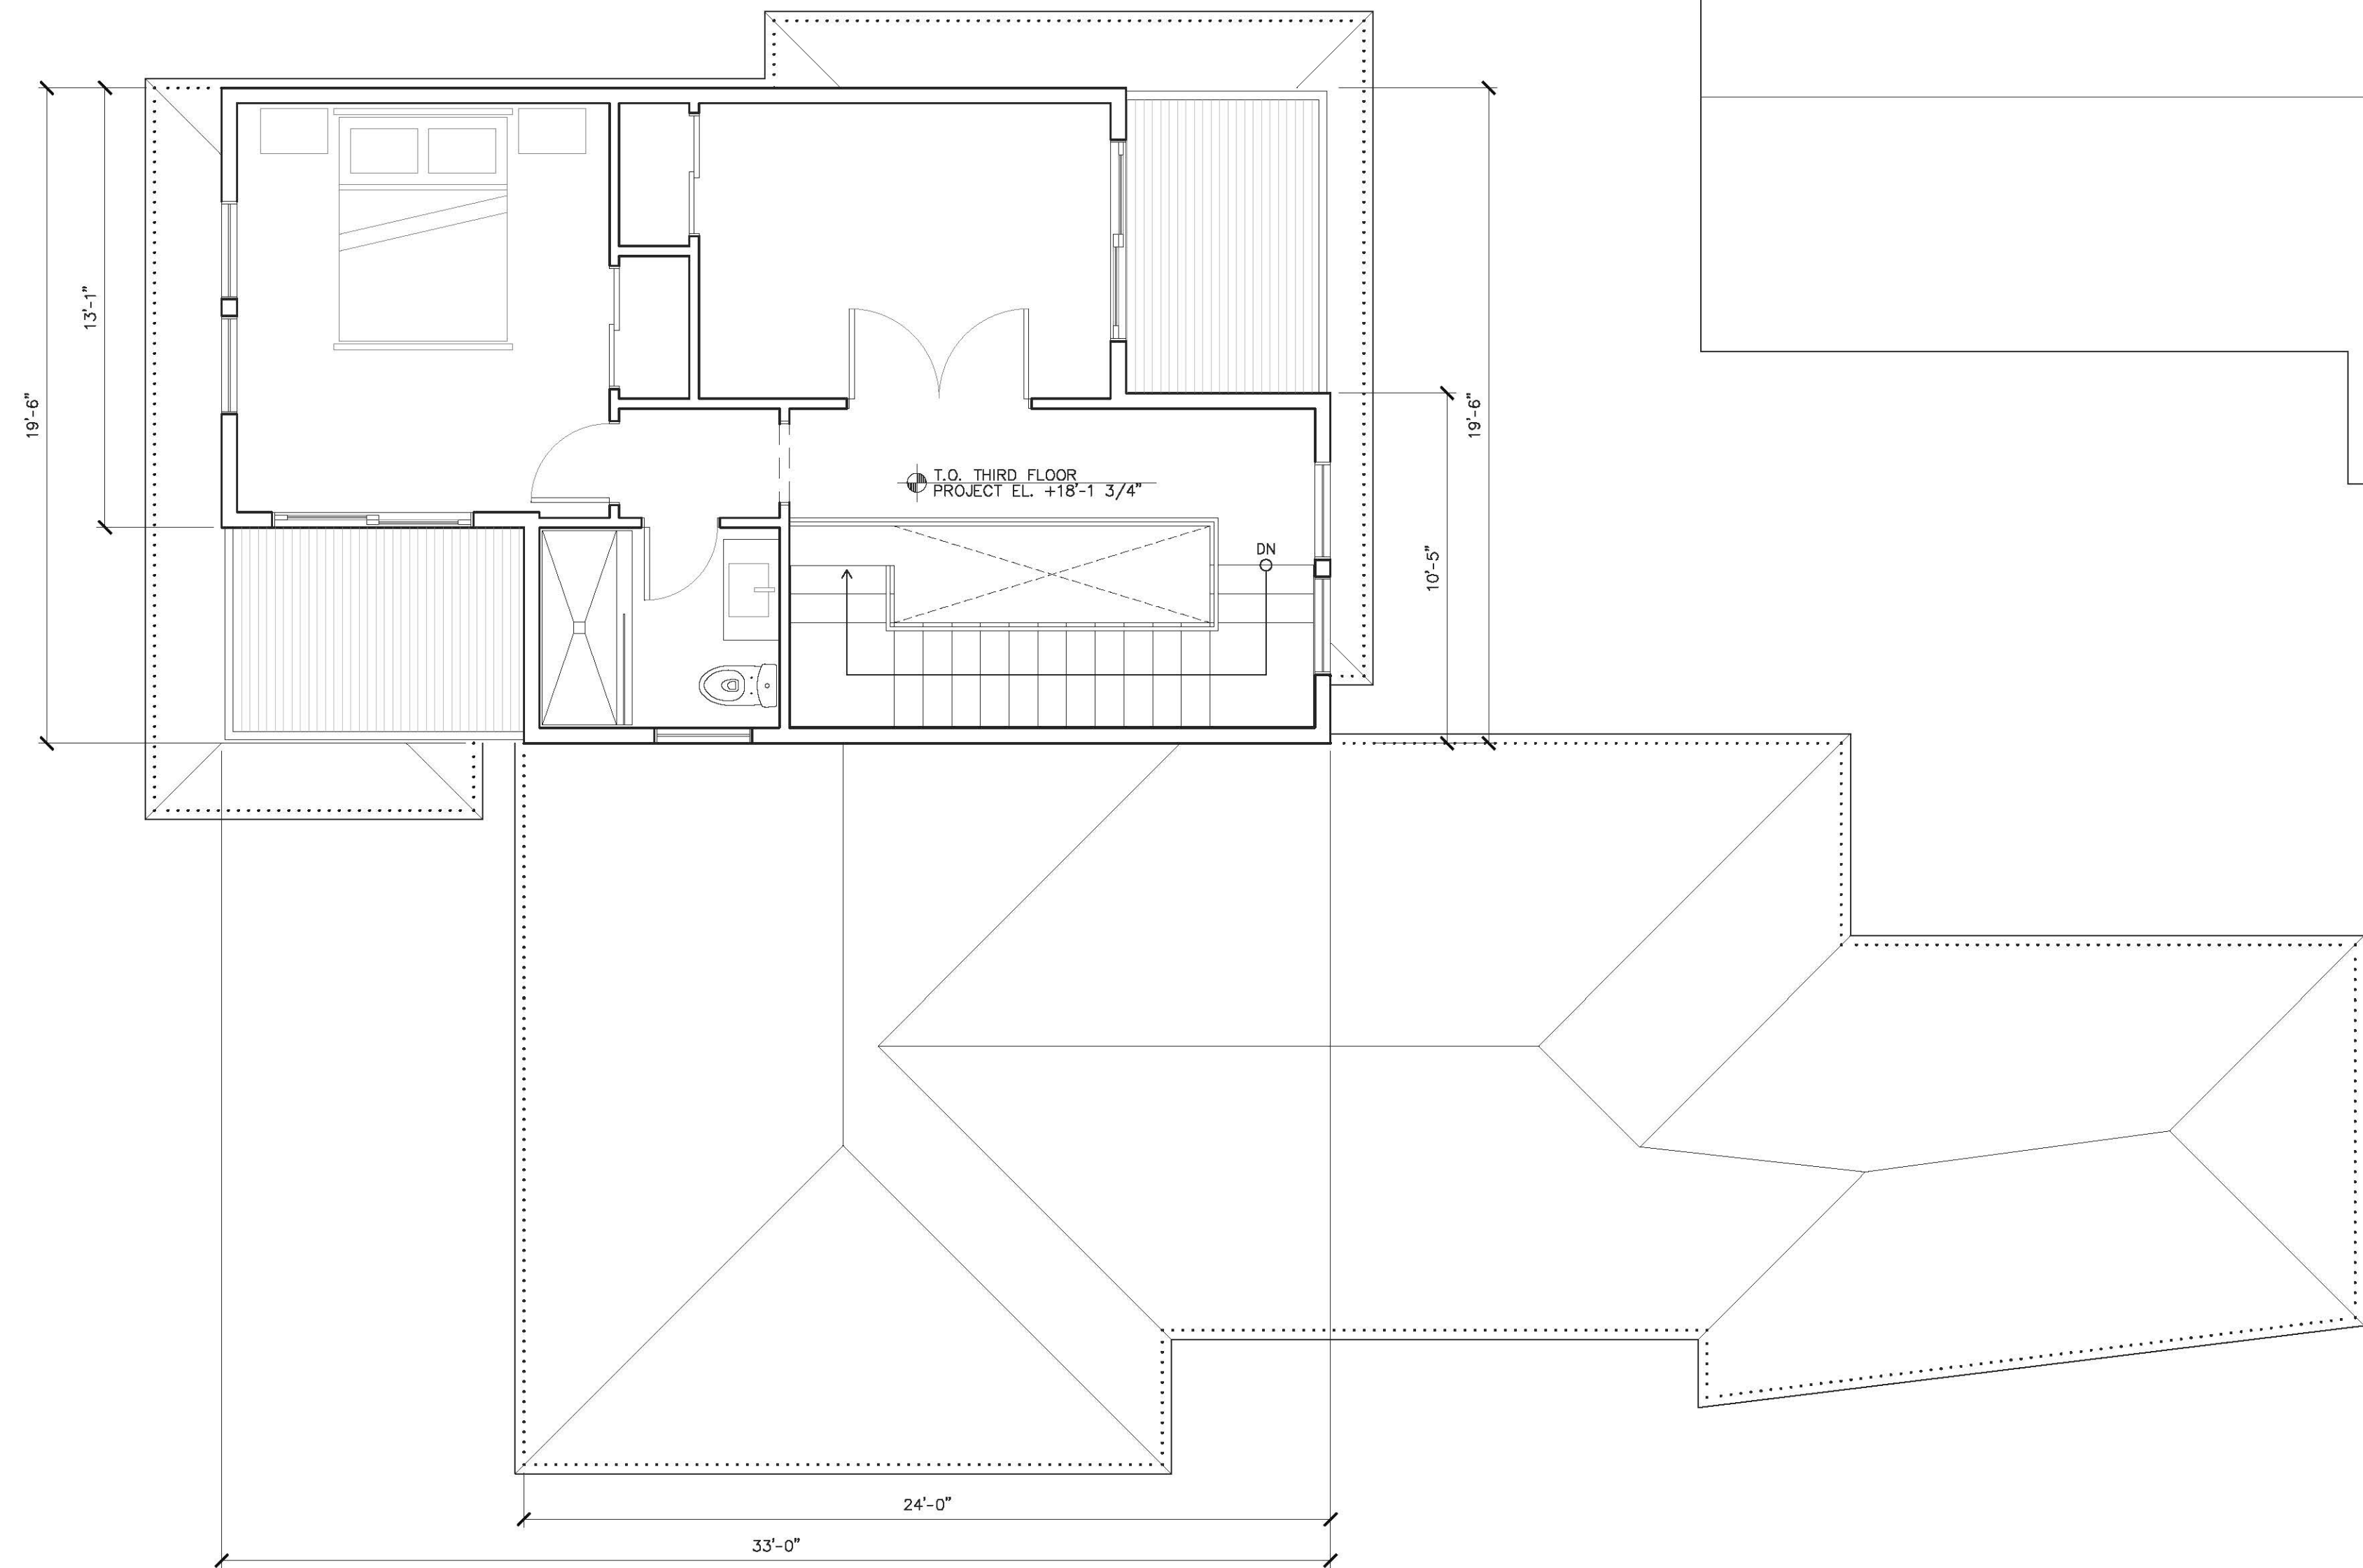 13'-1"
19'-6"
19'-6"
T.O. THIRD FLOOR
PROJECT EL. +18'-1 3/4"
DN
10'-5"
24'-0"
33'-0"